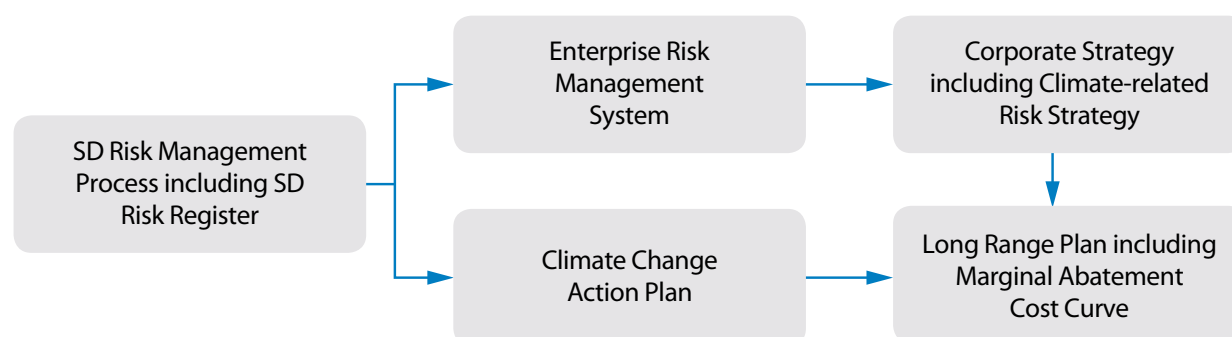 Enterprise Risk
Management
System
Corporate Strategy
including Climate-related
Risk Strategy
SD Risk Management
Process including SD
Risk Register
Climate Change
Action Plan
Long Range Plan including
Marginal Abatement
Cost Curve